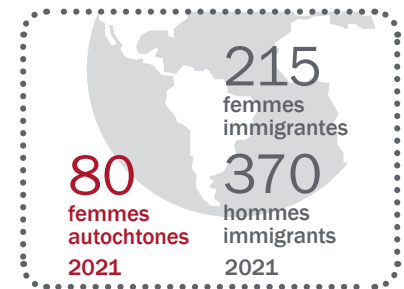 215
femmes
immigrantes
80
femmes
autochtones
2021
370
hommes
immigrants
2021